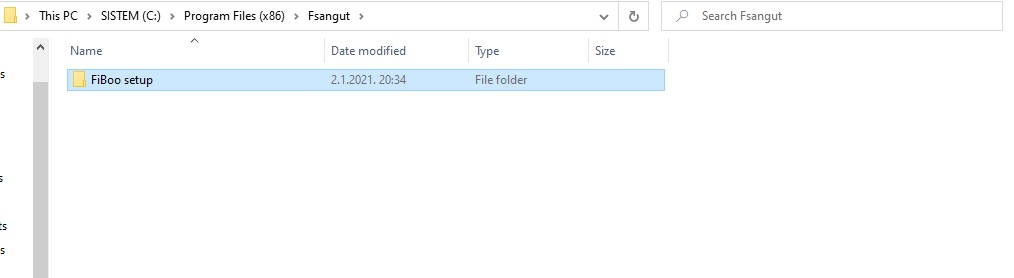 This PC > SISTEM (C:) > Program Files (x86) > Fsangut >
Search Fsangut
Name Date modified Type Size
FiBoo setup 2.1.2021. 20:34 File folder
s
s
ts
s